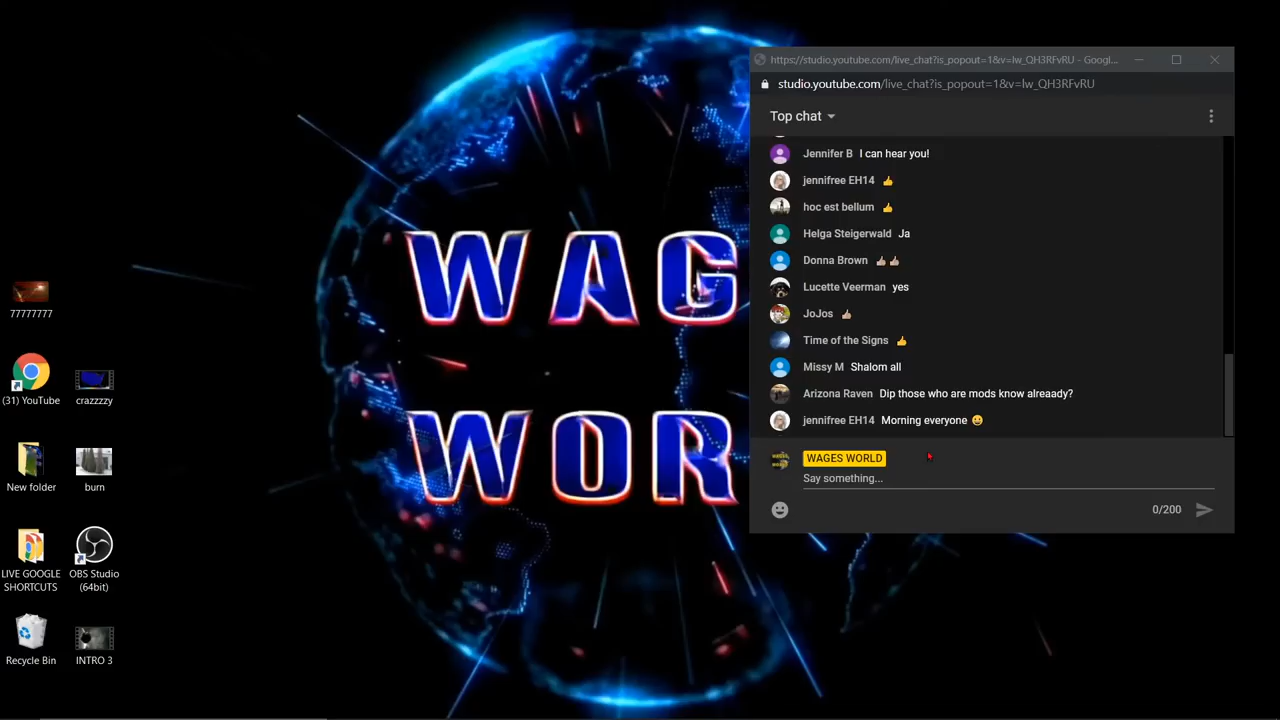 https://studio.youtube.com/live_chat?is_popout=1&v=lw_QH3RFvRU - Googl...
studio.youtube.com/live_chat?is_popout=1&v=lw_QH3RFvRU
Top chat
Jennifer B I can hear you!
jennifree EH14 👍
hoc est bellum 👍
Helga Steigerwald Ja
Donna Brown 👍🏼👍🏼
Lucette Veerman yes
JoJos 👍🏼
Time of the Signs 👍
Missy M Shalom all
Arizona Raven Dip those who are mods know alreaady?
jennifree EH14 Morning everyone 😀
WAGES WORLD
Say something...
0/200
WAG
WOR
77777777
(31) YouTube
crazzzzy
New folder
burn
LIVE GOOGLE
SHORTCUTS
OBS Studio
(64bit)
Recycle Bin
INTRO 3